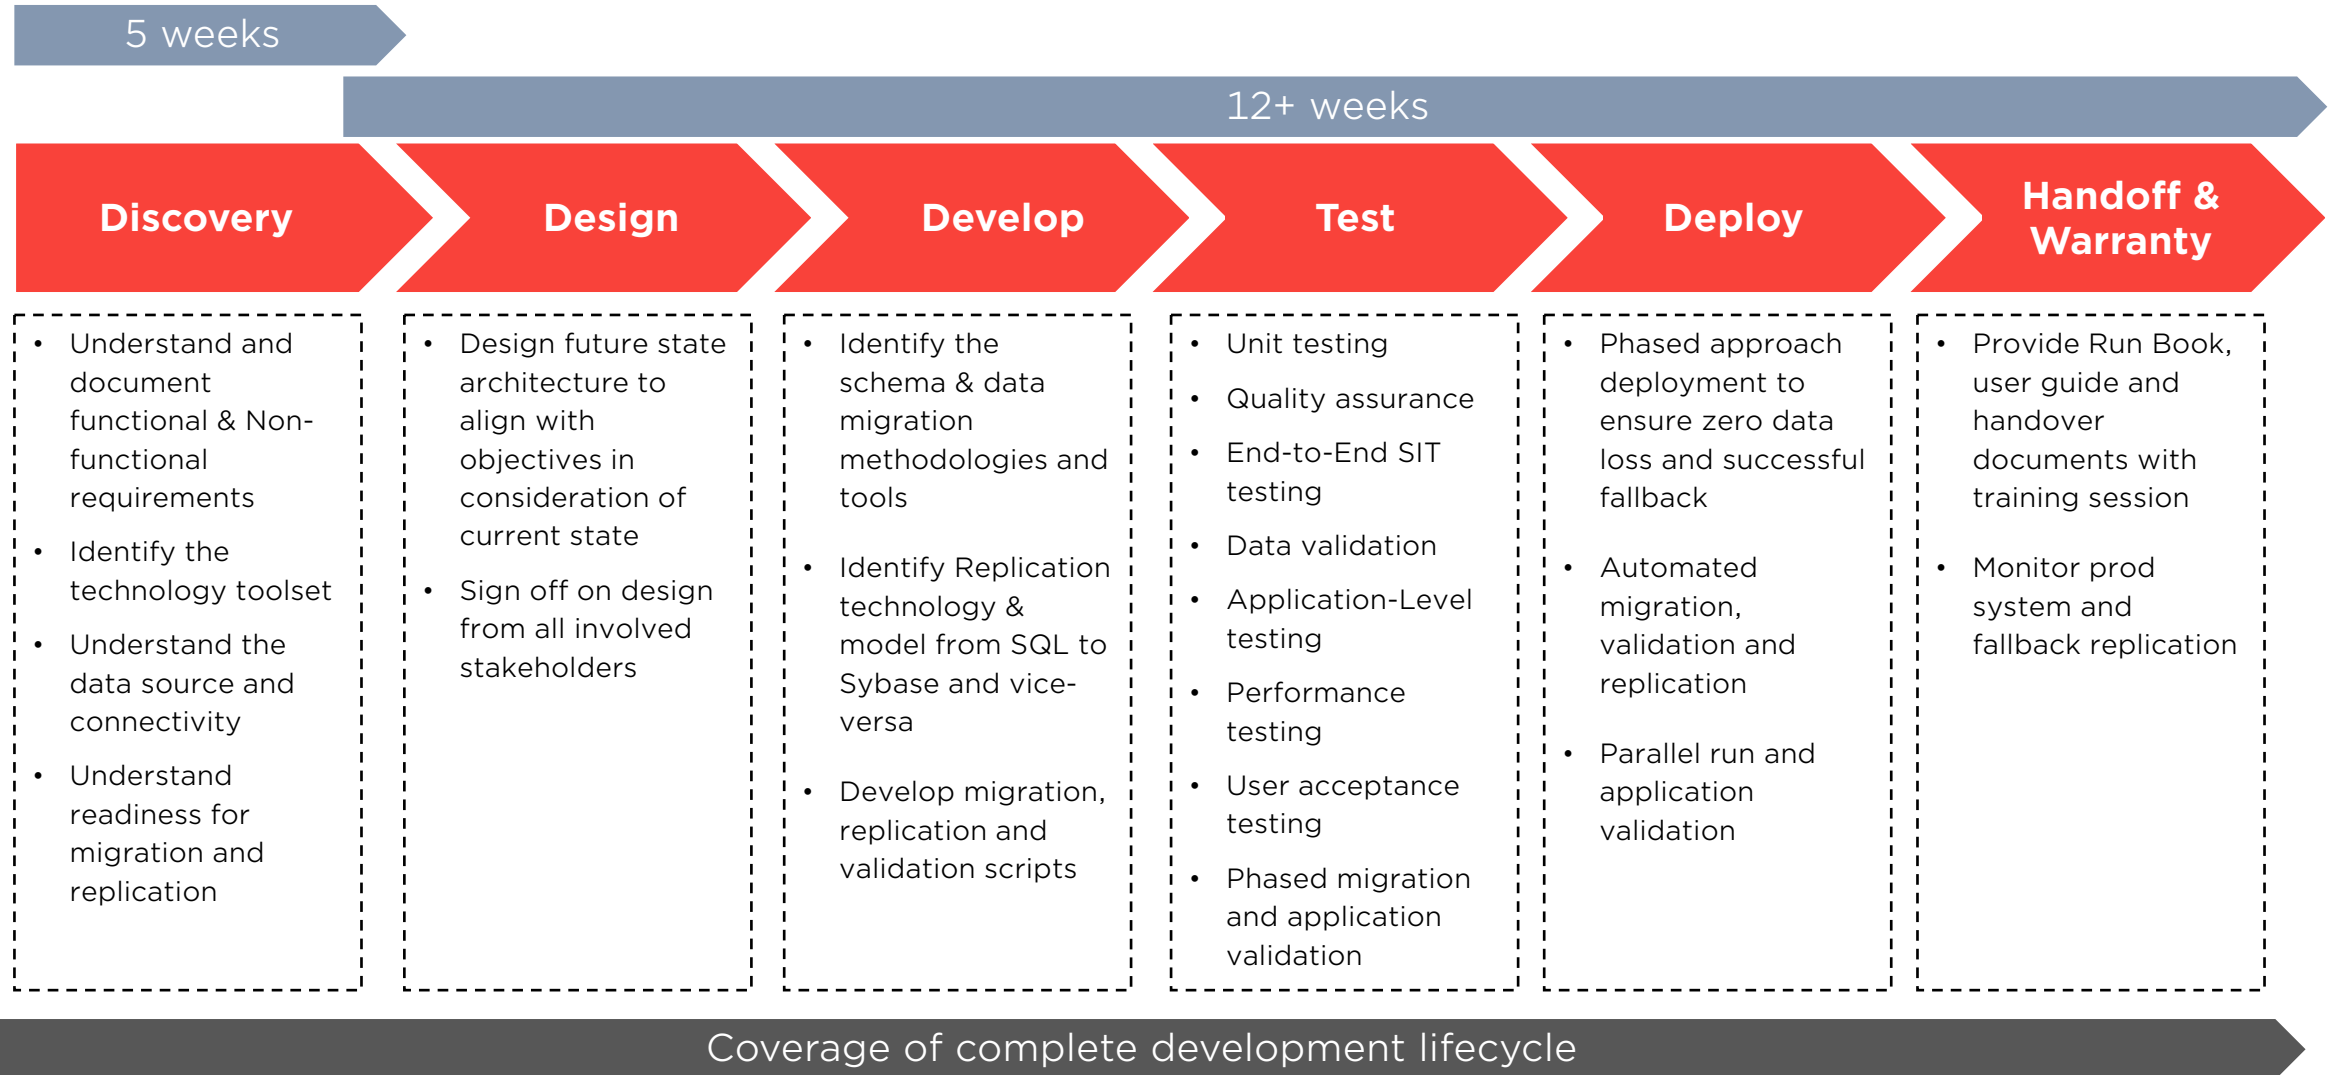 5 weeks
12+ weeks
Discovery
Design
Develop
Test
Deploy
Handoff &
Warranty
• Understand and
document
functional & Non-
functional
requirements
• Identify the
technology toolset
• Understand the
data source and
connectivity
• Understand
readiness for
migration and
replication
• Design future state
architecture to
align with
objectives in
consideration of
current state
• Sign off on design
from all involved
stakeholders
• Identify the
schema & data
migration
methodologies and
tools
• Identify Replication
technology &
model from SQL to
Sybase and vice-
versa
• Develop migration,
replication and
validation scripts
• Unit testing
• Quality assurance
• End-to-End SIT
testing
• Data validation
• Application-Level
testing
• Performance
testing
• User acceptance
testing
• Phased migration
and application
validation
• Phased approach
deployment to
ensure zero data
loss and successful
fallback
• Automated
migration,
validation and
replication
• Parallel run and
application
validation
• Provide Run Book,
user guide and
handover
documents with
training session
• Monitor prod
system and
fallback replication
Coverage of complete development lifecycle